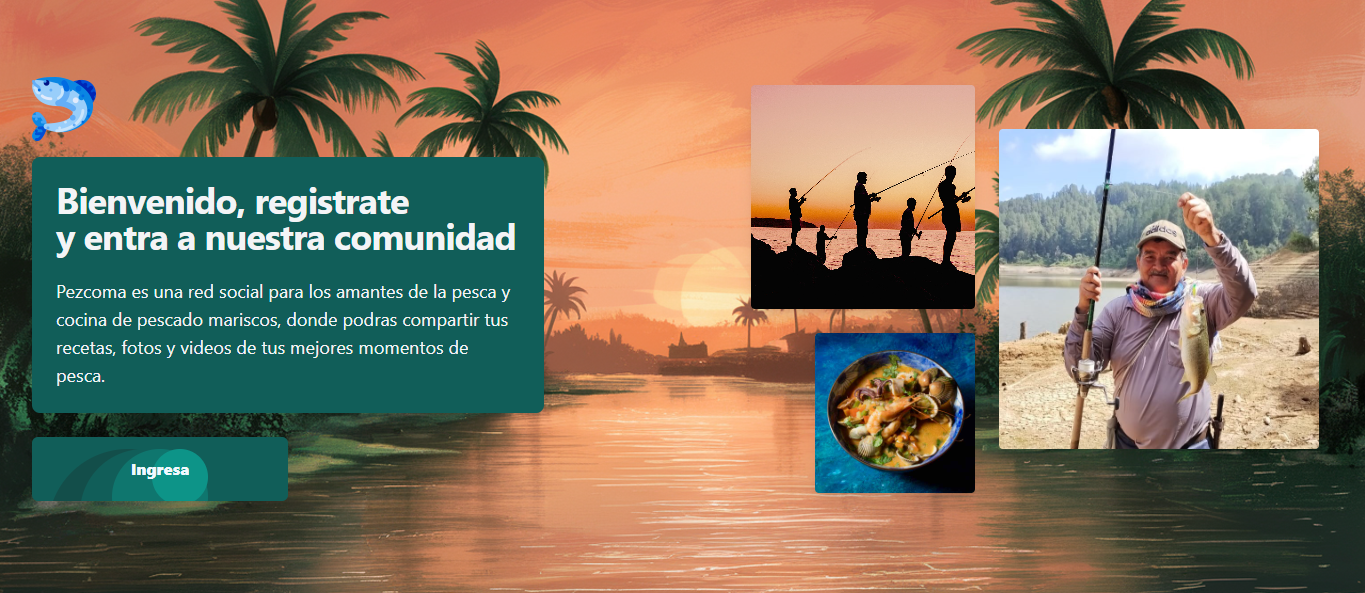 Bienvenido, registrate
y entra a nuestra comunidad
Pezcoma es una red social para los amantes de la pesca y
cocina de pescado mariscos, donde podras compartir tus
recetas, fotos y videos de tus mejores momentos de
pesca.
Ingresa